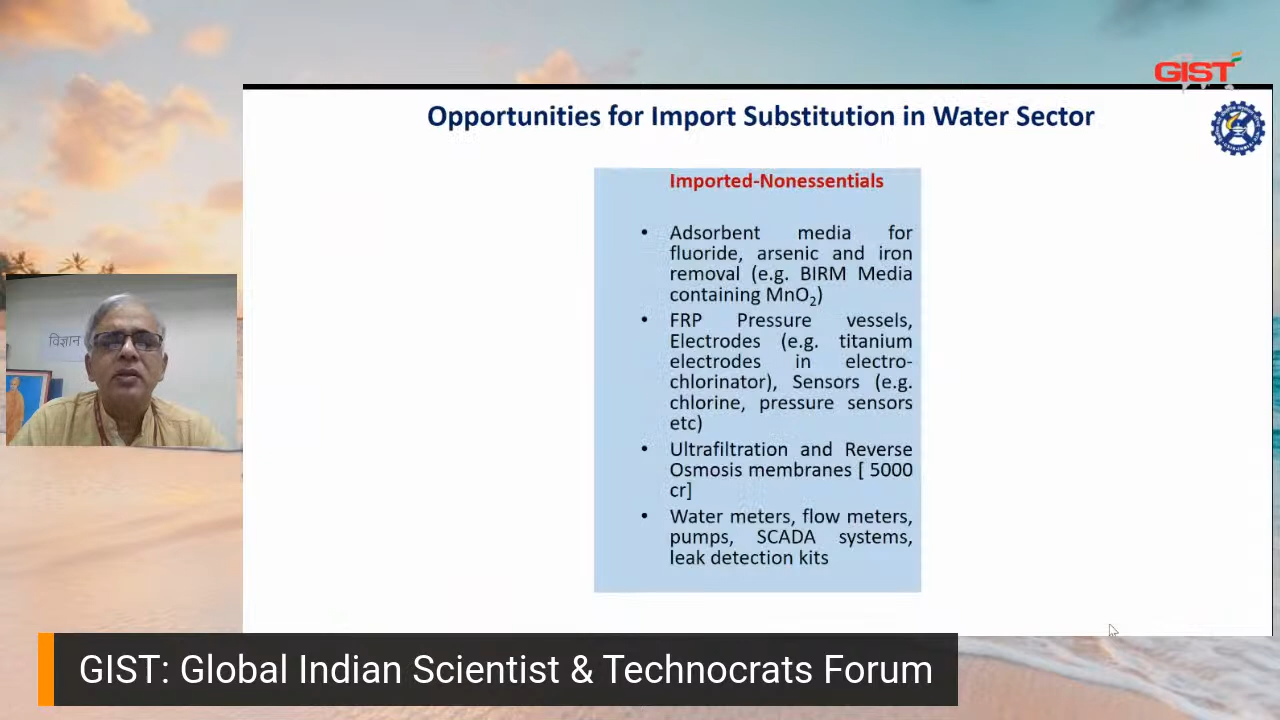 GIST
Opportunities for Import Substitution in Water Sector
Imported-Nonessentials
• Adsorbent media for
fluoride, arsenic and iron
removal (e.g. BIRM Media
containing MnO₂)
• FRP Pressure vessels,
Electrodes (e.g. titanium
electrodes in electro-
chlorinator), Sensors (e.g.
chlorine, pressure sensors
etc)
• Ultrafiltration and Reverse
Osmosis membranes [ 5000
cr]
• Water meters, flow meters,
pumps, SCADA systems,
leak detection kits
विज्ञान
GIST: Global Indian Scientist & Technocrats Forum